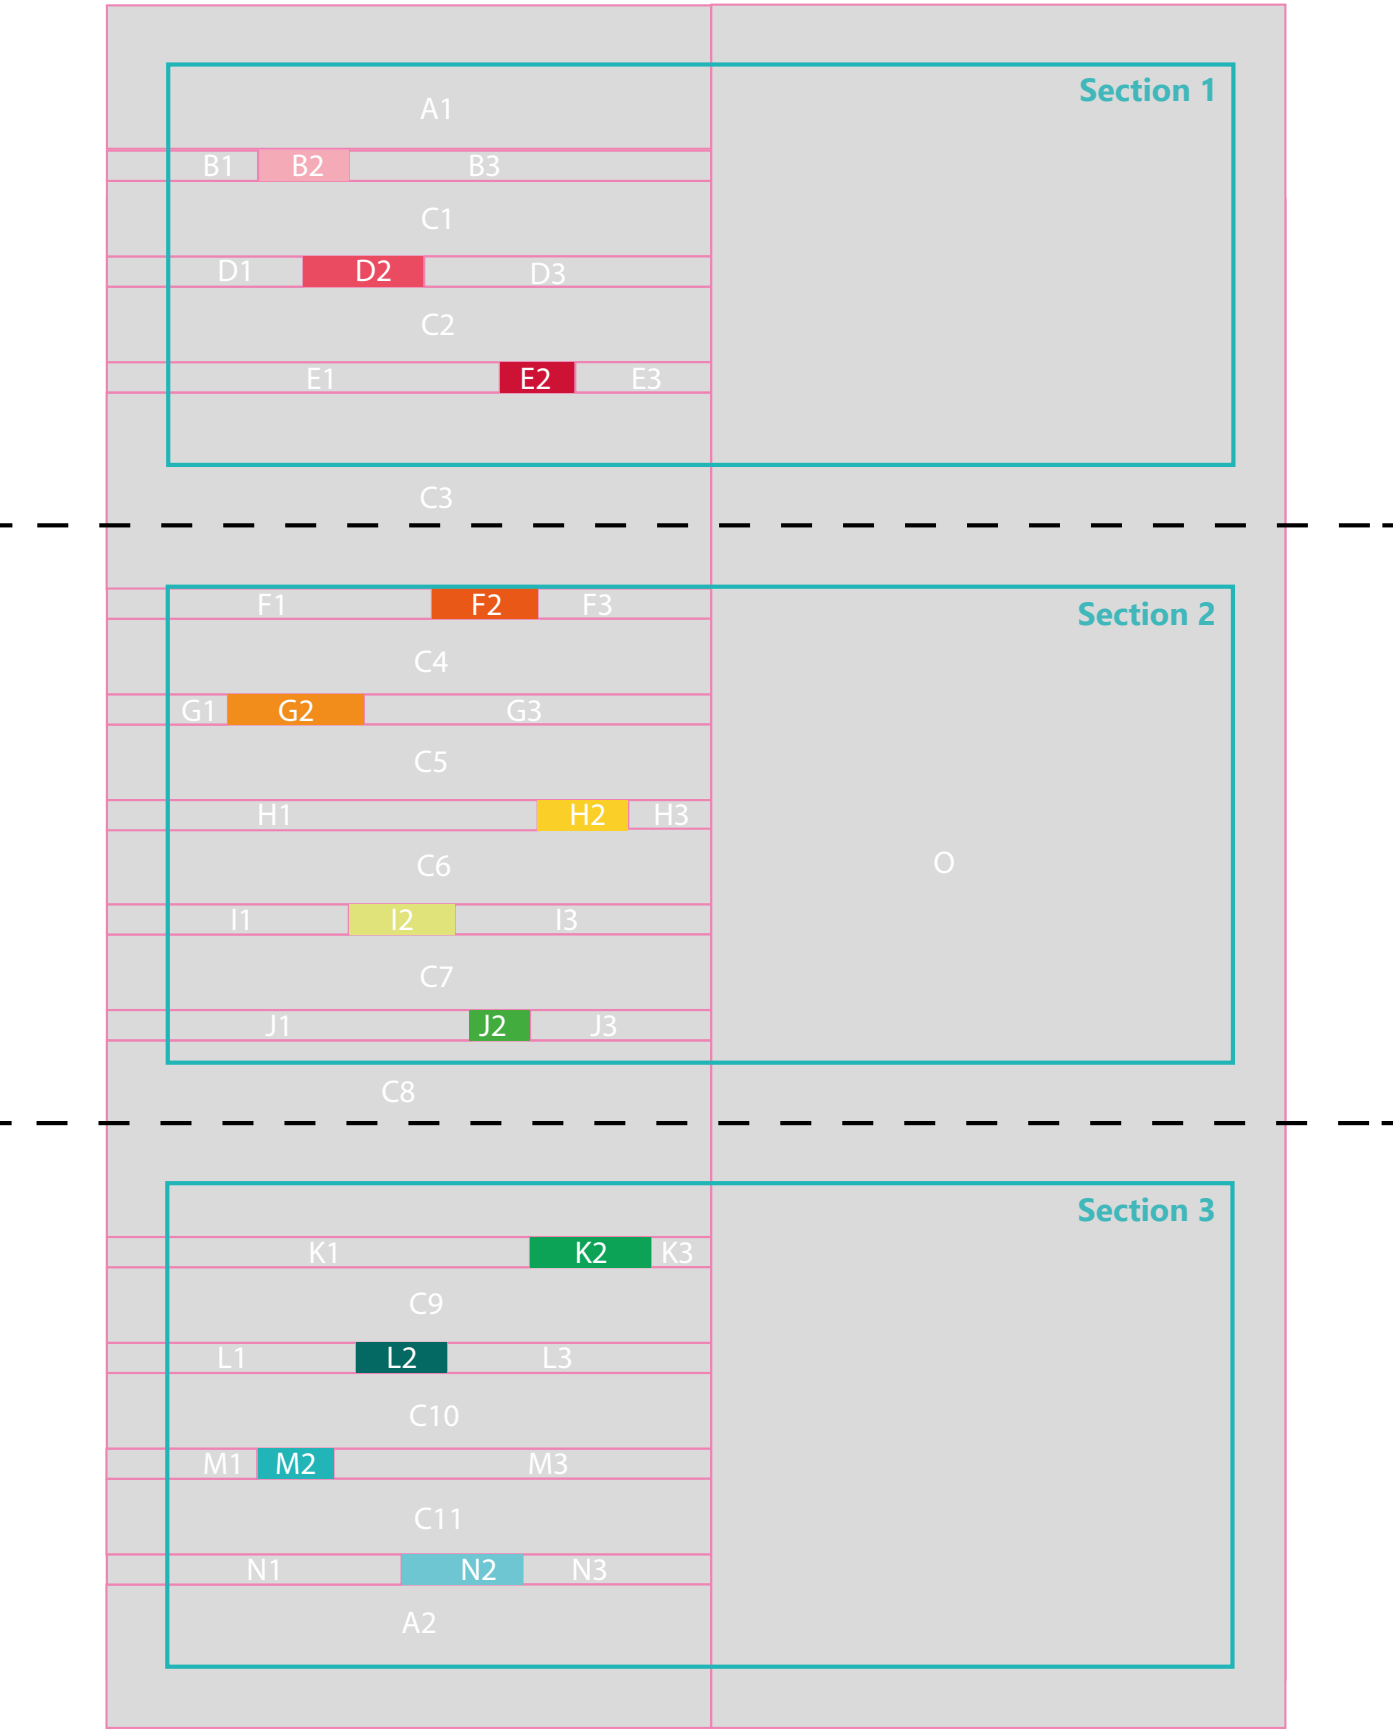 Section 1
A1
B1 B2 B3
C1
D1 D2 D3
C2
E1 E2 E3
C3
Section 2
F1 F2 F3
C4
G1 G2 G3
C5
H1 H2 H3
C6
O
I1 I2 I3
C7
J1 J2 J3
C8
Section 3
K1 K2 K3
C9
L1 L2 L3
C10
M1 M2 M3
C11
N1 N2 N3
A2